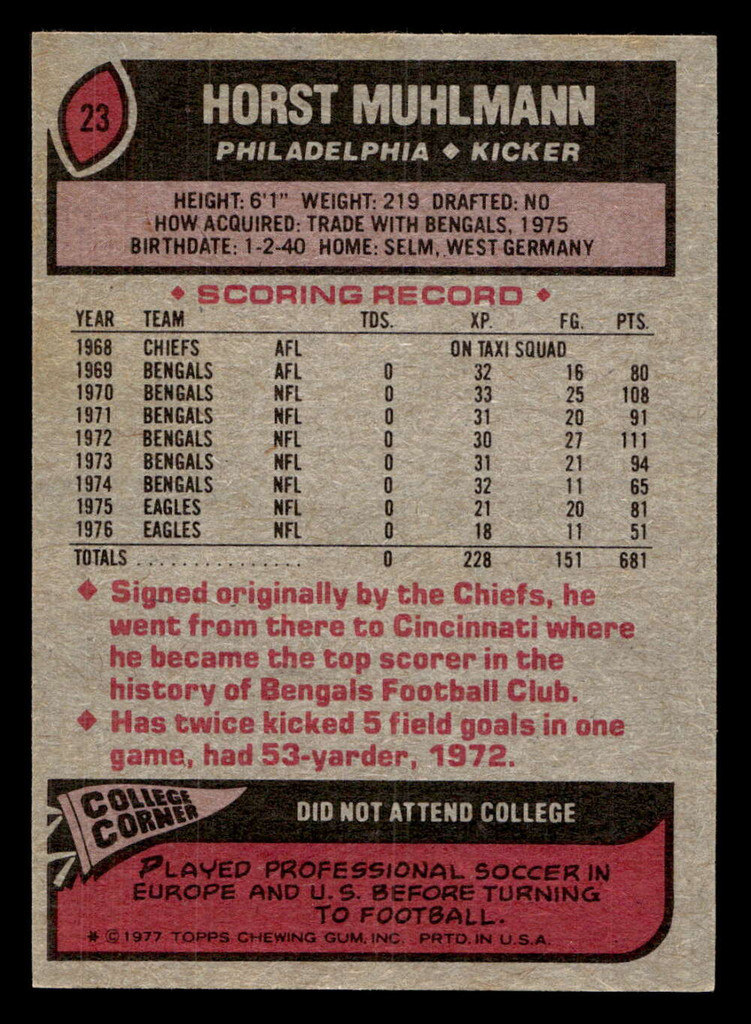 23
HORST MUHLMANN
PHILADELPHIA ◆ KICKER
HEIGHT: 6'1" WEIGHT: 219 DRAFTED: NO
HOW ACQUIRED: TRADE WITH BENGALS, 1975
BIRTHDATE: 1-2-40 HOME: SELM, WEST GERMANY
◆ SCORING RECORD ◆
YEAR TEAM TDS. XP. FG. PTS.
1968 CHIEFS AFL ON TAXI SQUAD
1969 BENGALS AFL 0 32 16 80
1970 BENGALS NFL 0 33 25 108
1971 BENGALS NFL 0 31 20 91
1972 BENGALS NFL 0 30 27 111
1973 BENGALS NFL 0 31 21 94
1974 BENGALS NFL 0 32 11 65
1975 EAGLES NFL 0 21 20 81
1976 EAGLES NFL 0 18 11 51
TOTALS . . . . . . . . . . . . . . . 0 228 151 681
◆ Signed originally by the Chiefs, he
went from there to Cincinnati where
he became the top scorer in the
history of Bengals Football Club.
◆ Has twice kicked 5 field goals in one
game, had 53-yarder, 1972.
COLLEGE
CORNER
DID NOT ATTEND COLLEGE
PLAYED PROFESSIONAL SOCCER IN
EUROPE AND U.S. BEFORE TURNING
TO FOOTBALL.
* © 1977 TOPPS CHEWING GUM, INC. PRTD. IN U.S.A.